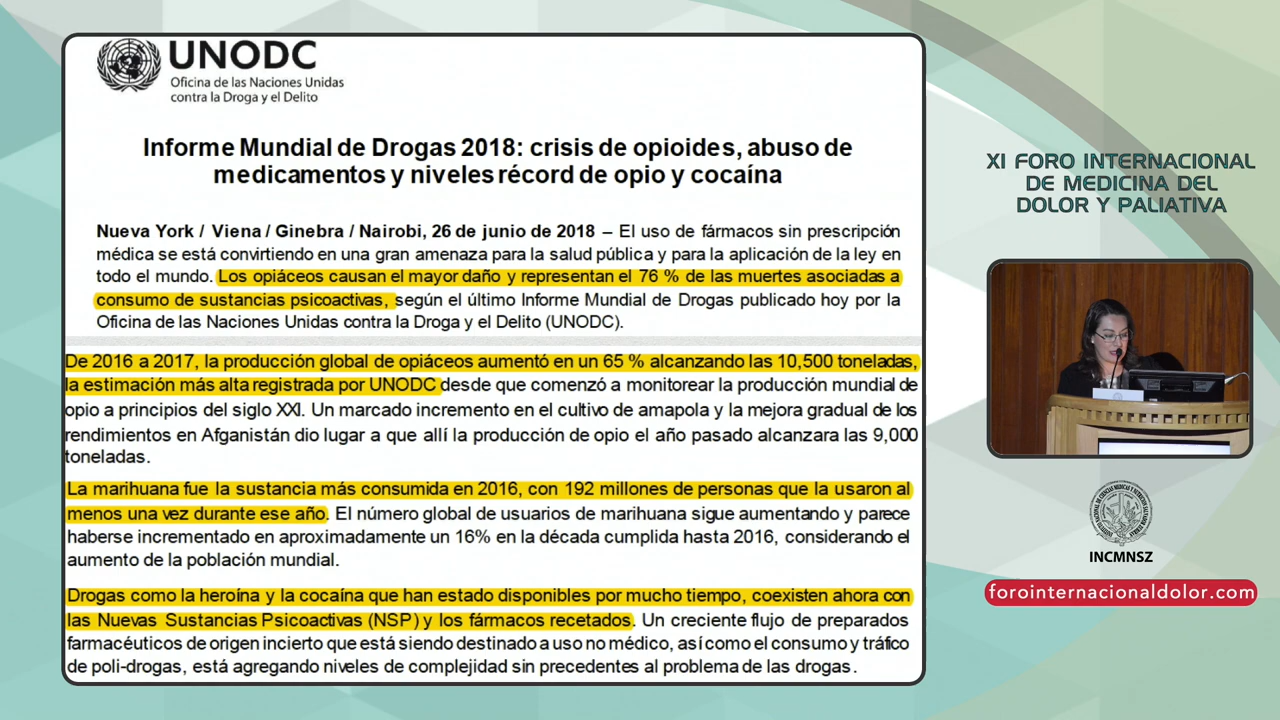 UNODC
Oficina de las Naciones Unidas
contra la Droga y el Delito
Informe Mundial de Drogas 2018: crisis de opioides, abuso de
medicamentos y niveles récord de opio y cocaína
Nueva York / Viena / Ginebra / Nairobi, 26 de junio de 2018 – El uso de fármacos sin prescripción
médica se está convirtiendo en una gran amenaza para la salud pública y para la aplicación de la ley en
todo el mundo. Los opiáceos causan el mayor daño y representan el 76 % de las muertes asociadas a
consumo de sustancias psicoactivas, según el último Informe Mundial de Drogas publicado hoy por la
Oficina de las Naciones Unidas contra la Droga y el Delito (UNODC).
De 2016 a 2017, la producción global de opiáceos aumentó en un 65 % alcanzando las 10,500 toneladas,
la estimación más alta registrada por UNODC desde que comenzó a monitorear la producción mundial de
opio a principios del siglo XXI. Un marcado incremento en el cultivo de amapola y la mejora gradual de los
rendimientos en Afganistán dio lugar a que allí la producción de opio el año pasado alcanzara las 9,000
toneladas.
La marihuana fue la sustancia más consumida en 2016, con 192 millones de personas que la usaron al
menos una vez durante ese año. El número global de usuarios de marihuana sigue aumentando y parece
haberse incrementado en aproximadamente un 16% en la década cumplida hasta 2016, considerando el
aumento de la población mundial.
Drogas como la heroína y la cocaína que han estado disponibles por mucho tiempo, coexisten ahora con
las Nuevas Sustancias Psicoactivas (NSP) y los fármacos recetados. Un creciente flujo de preparados
farmacéuticos de origen incierto que está siendo destinado a uso no médico, así como el consumo y tráfico
de poli-drogas, está agregando niveles de complejidad sin precedentes al problema de las drogas.
XI FORO INTERNACIONAL
DE MEDICINA DEL
DOLOR Y PALIATIVA
INCMNSZ
forointernacionaldolor.com